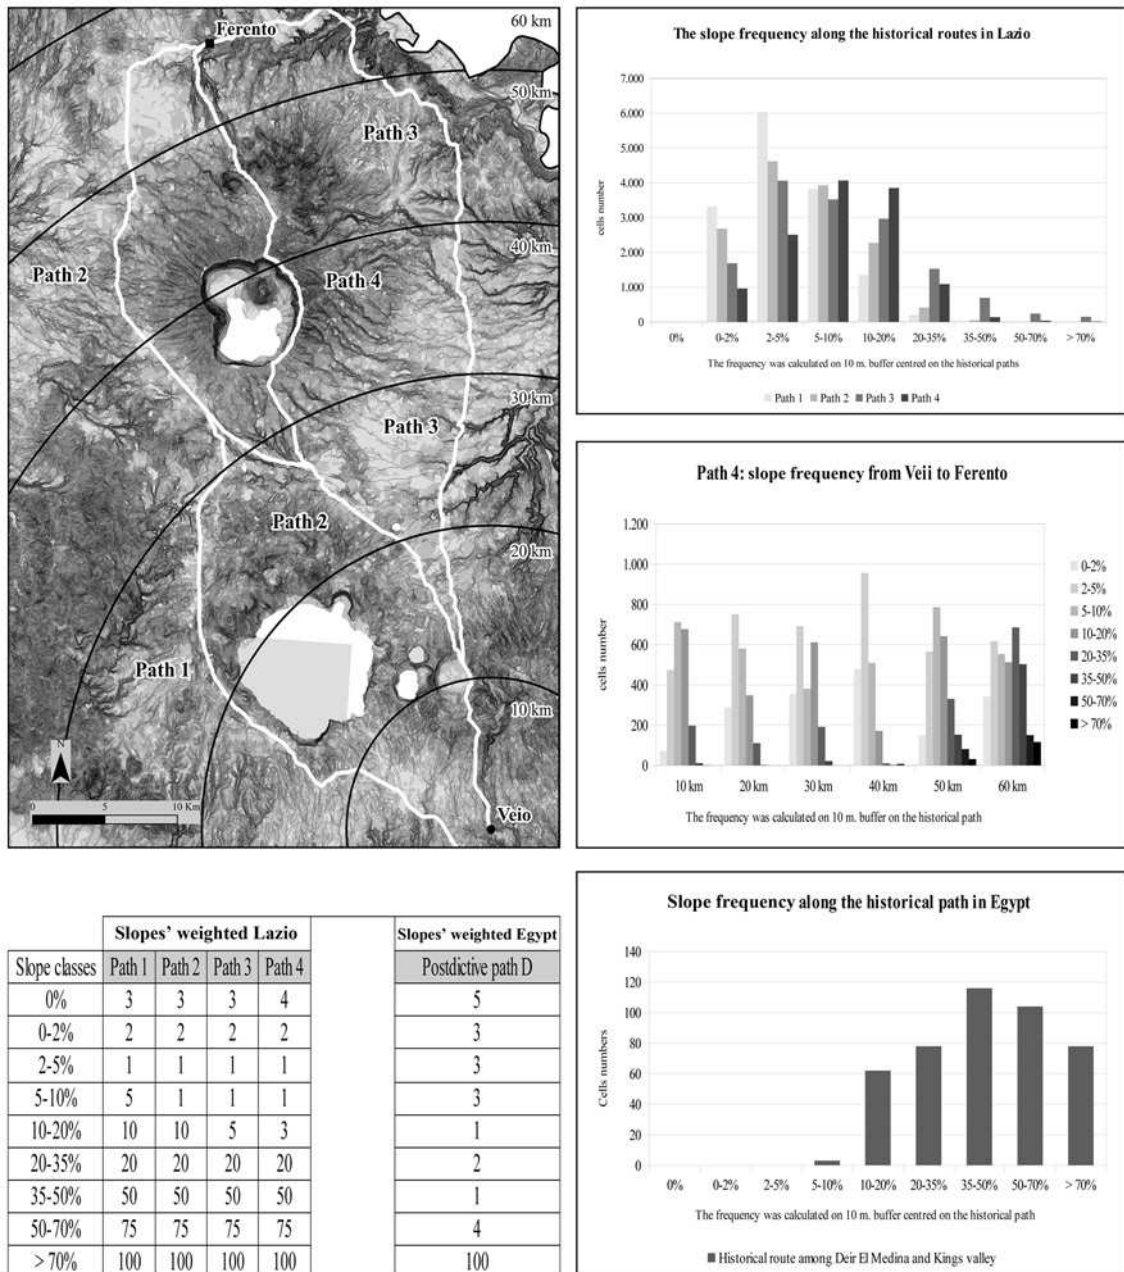 Ferento
60 km
50 km
Path 3
40 km
Path 2
Path 4
30 km
Path 3
Path 2
20 km
Path 1
10 km
N
0 5 10 Km
Veio
The slope frequency along the historical routes in Lazio
7.000
6.000
5.000
4.000
3.000
2.000
1.000
0
cells number
0% 0-2% 2-5% 5-10% 10-20% 20-35% 35-50% 50-70% > 70%
The frequency was calculated on 10 m. buffer centred on the historical paths
Path 1 Path 2 Path 3 Path 4
Path 4: slope frequency from Veii to Ferento
1.200
1.000
800
600
400
200
0
cells number
10 km 20 km 30 km 40 km 50 km 60 km
0-2%
2-5%
5-10%
10-20%
20-35%
35-50%
50-70%
> 70%
The frequency was calculated on 10 m. buffer on the historical path
Slopes' weighted Lazio Slopes' weighted Egypt
Slope classes Path 1 Path 2 Path 3 Path 4 Postdictive path D
0% 3 3 3 4 5
0-2% 2 2 2 2 3
2-5% 1 1 1 1 3
5-10% 5 1 1 1 3
10-20% 10 10 5 3 1
20-35% 20 20 20 20 2
35-50% 50 50 50 50 1
50-70% 75 75 75 75 4
> 70% 100 100 100 100 100
Slope frequency along the historical path in Egypt
140
120
100
80
60
40
20
0
Cells numbers
0% 0-2% 2-5% 5-10% 10-20% 20-35% 35-50% 50-70% > 70%
The frequency was calculated on 10 m. buffer centred on the historical path
Historical route among Deir El Medina and Kings valley